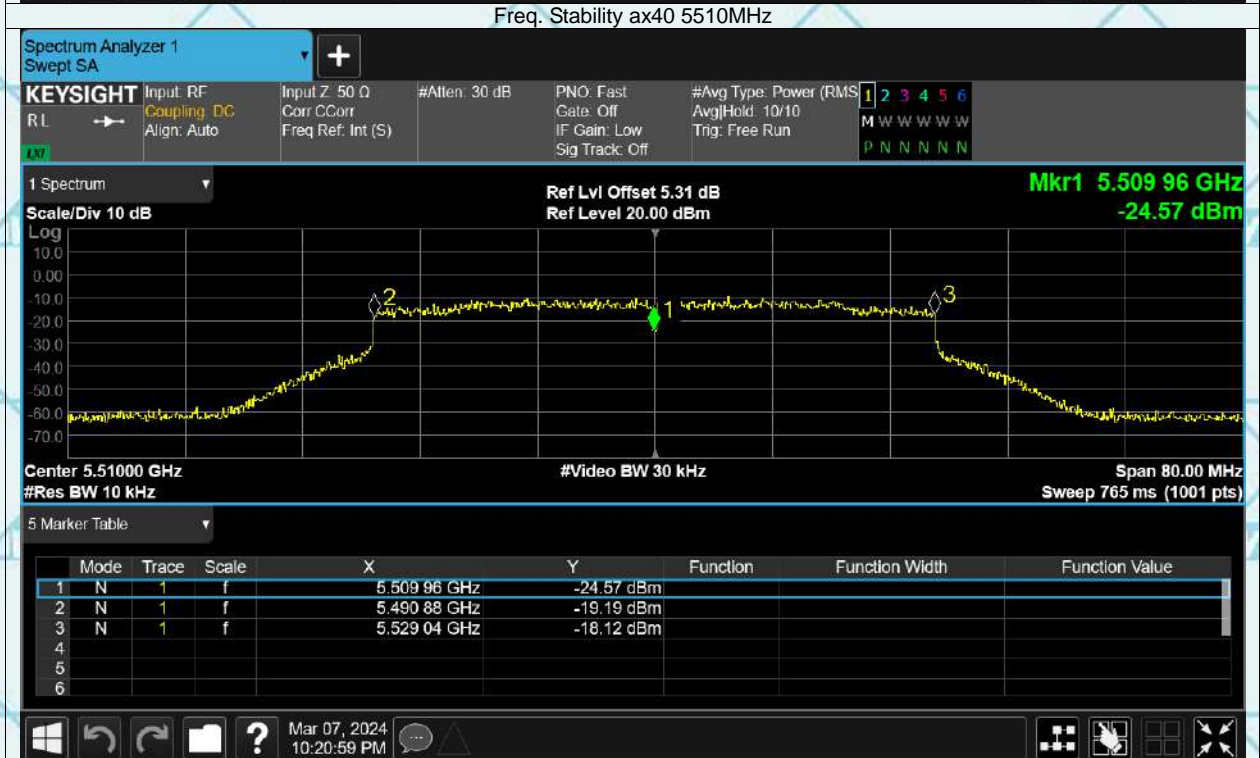 Freq. Stability ax40 5510MHz
Spectrum Analyzer 1
Swept SA
+
KEYSIGHT
RL
LXI
Input: RF
Coupling: DC
Align: Auto
Input Z: 50 Ω
Corr CCorr
Freq Ref: Int (S)
#Atten: 30 dB
PNO: Fast
Gate: Off
IF Gain: Low
Sig Track: Off
#Avg Type: Power (RMS
Avg|Hold: 10/10
Trig: Free Run
1 2 3 4 5 6
M W W W W W
P N N N N N
1 Spectrum
Scale/Div 10 dB
Ref Lvl Offset 5.31 dB
Ref Level 20.00 dBm
Mkr1 5.509 96 GHz
-24.57 dBm
Log
10.0
0.00
-10.0
-20.0
-30.0
-40.0
-50.0
-60.0
-70.0
2
1
3
Center 5.51000 GHz
#Video BW 30 kHz
Span 80.00 MHz
#Res BW 10 kHz
Sweep 765 ms (1001 pts)
5 Marker Table
Mode Trace Scale X Y Function Function Width Function Value
1 N 1 f 5.509 96 GHz -24.57 dBm
2 N 1 f 5.490 88 GHz -19.19 dBm
3 N 1 f 5.529 04 GHz -18.12 dBm
4
5
6
?
Mar 07, 2024
10:20:59 PM